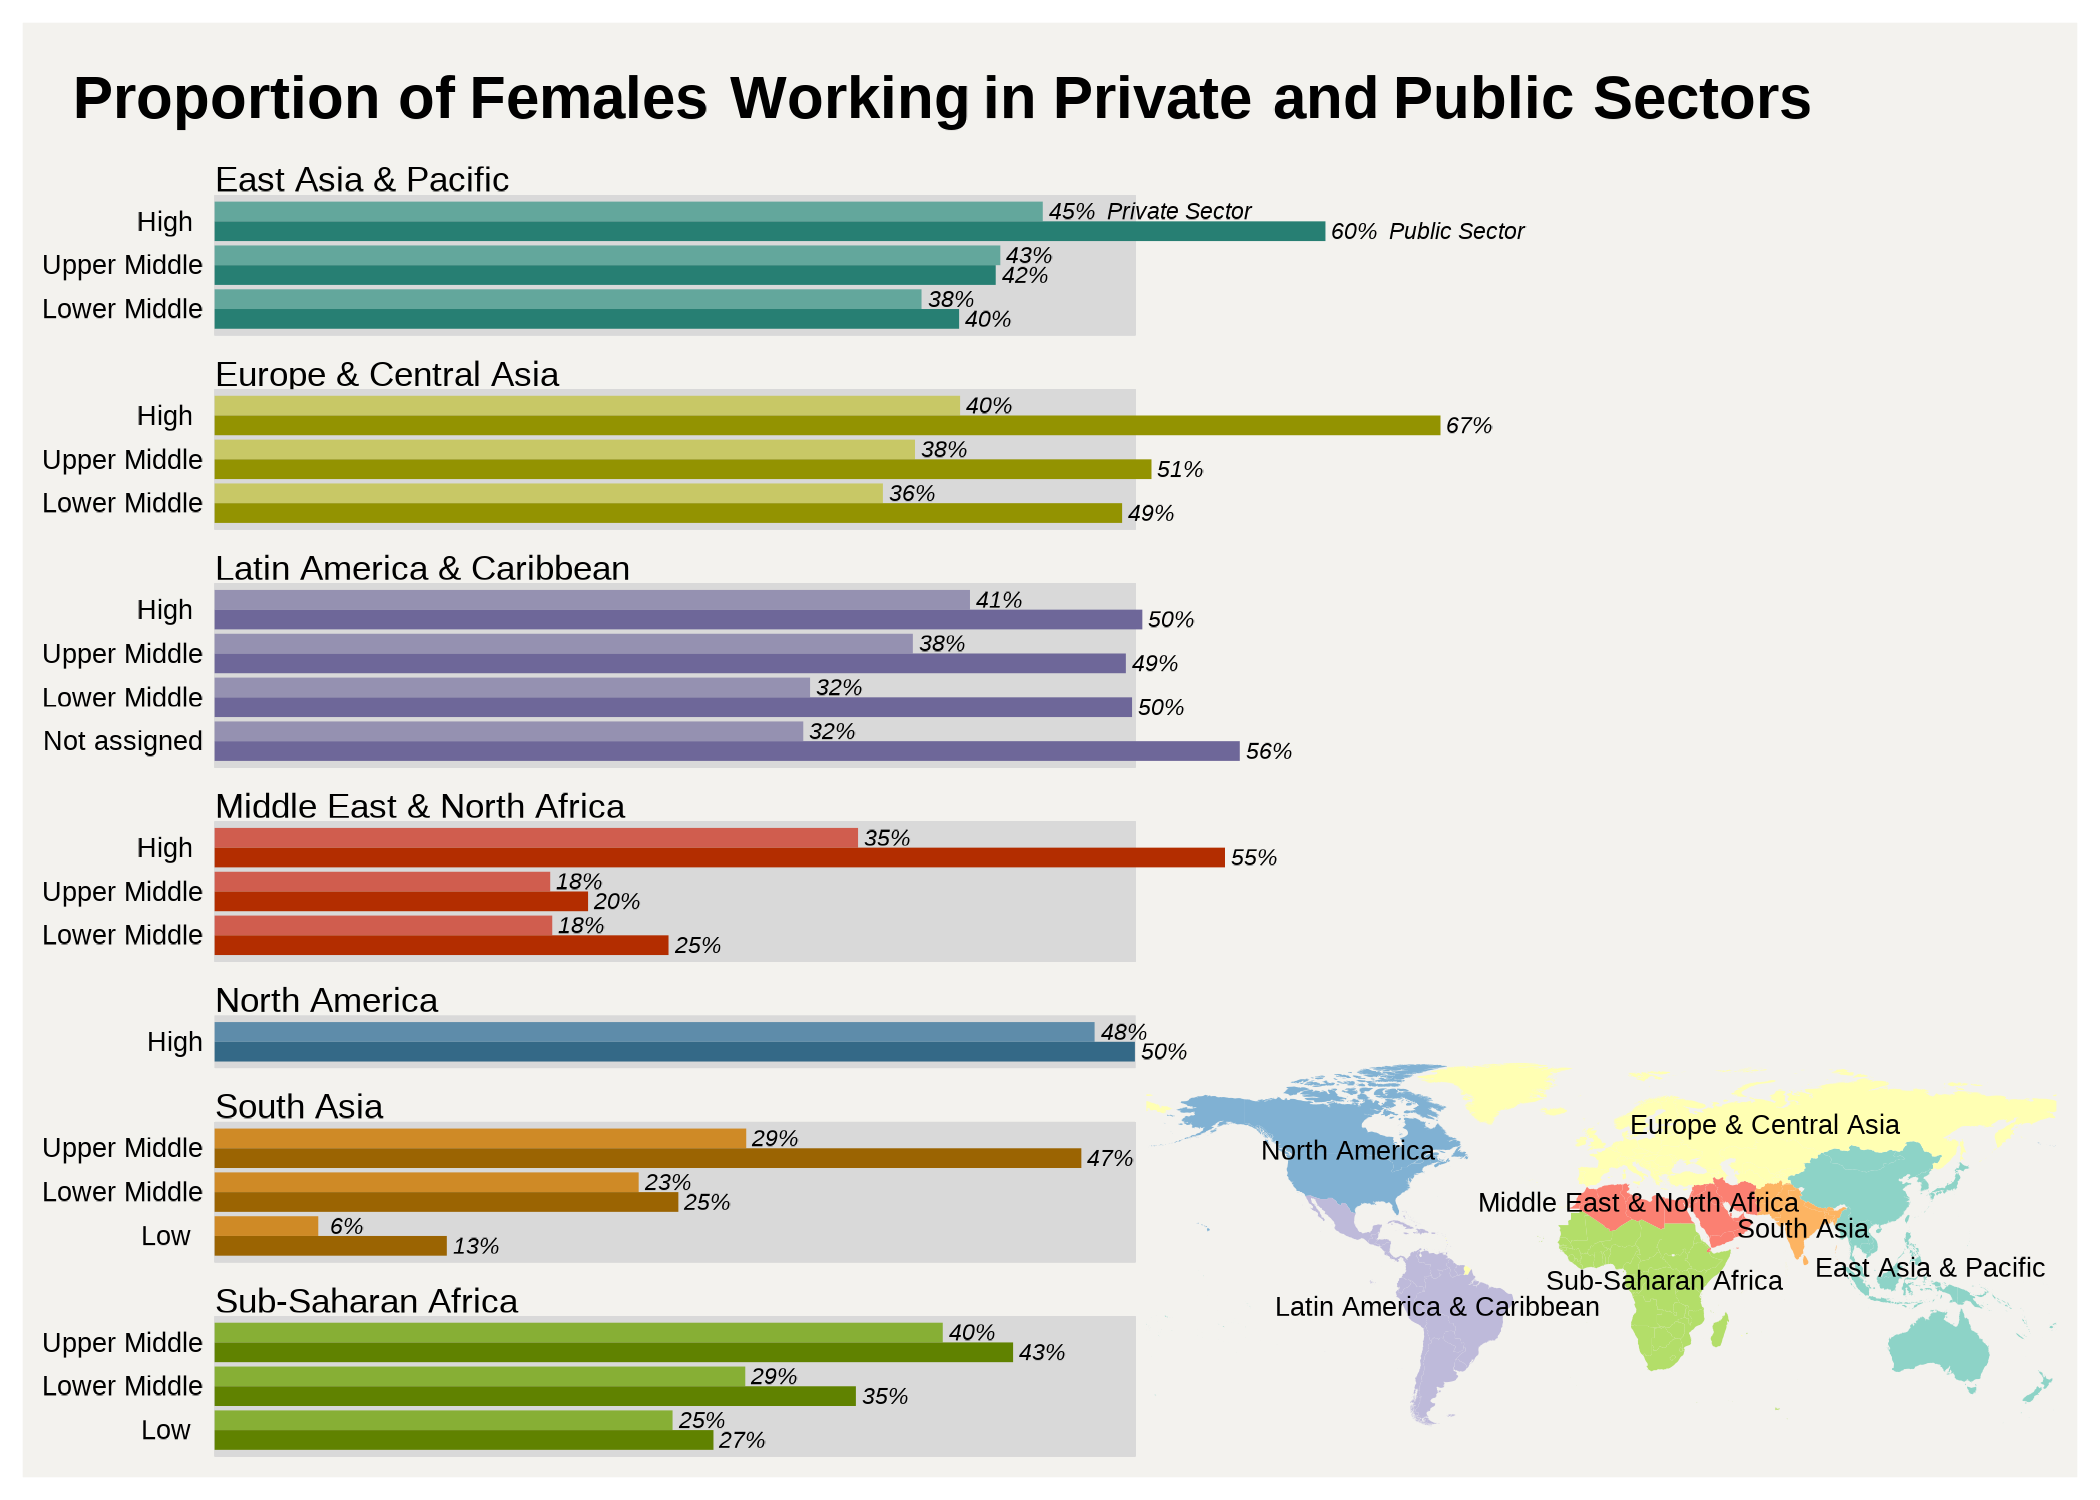 Proportion of Females Working in Private and Public Sectors
East Asia & Pacific
High 45% Private Sector
60% Public Sector
Upper Middle 43%
42%
Lower Middle 38%
40%
Europe & Central Asia
High 40%
67%
Upper Middle 38%
51%
Lower Middle 36%
49%
Latin America & Caribbean
High 41%
50%
Upper Middle 38%
49%
Lower Middle 32%
50%
Not assigned 32%
56%
Middle East & North Africa
High 35%
55%
Upper Middle 18%
20%
Lower Middle 18%
25%
North America
High 48%
50%
South Asia
Upper Middle 29%
47%
Lower Middle 23%
25%
Low 6%
13%
Sub-Saharan Africa
Upper Middle 40%
43%
Lower Middle 29%
35%
Low 25%
27%
Europe & Central Asia
North America
Middle East & North Africa
South Asia
East Asia & Pacific
Sub-Saharan Africa
Latin America & Caribbean